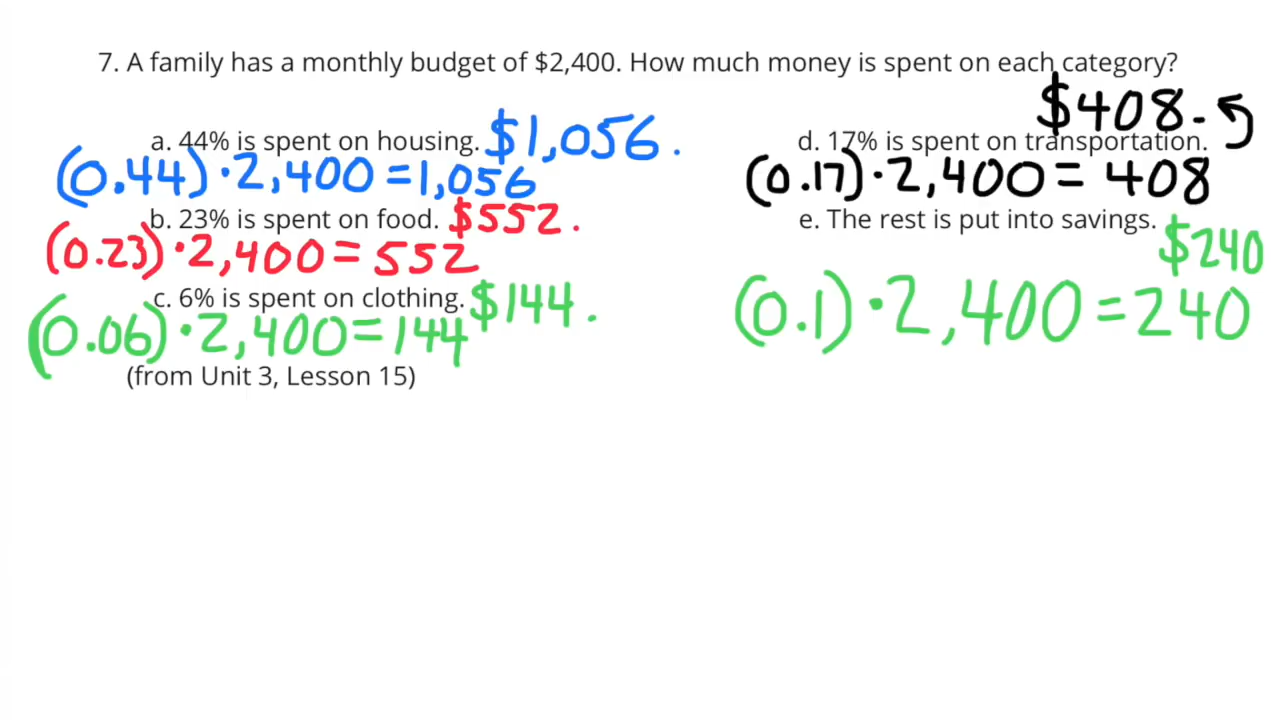 7. A family has a monthly budget of $2,400. How much money is spent on each category?
a. 44% is spent on housing. $1,056.
(0.44) · 2,400 = 1,056
b. 23% is spent on food. $552.
(0.23) · 2,400 = 552
c. 6% is spent on clothing. $144.
(0.06) · 2,400 = 144
(from Unit 3, Lesson 15)
$408.
d. 17% is spent on transportation.
(0.17) · 2,400 = 408
e. The rest is put into savings.
$240
(0.1) · 2,400 = 240